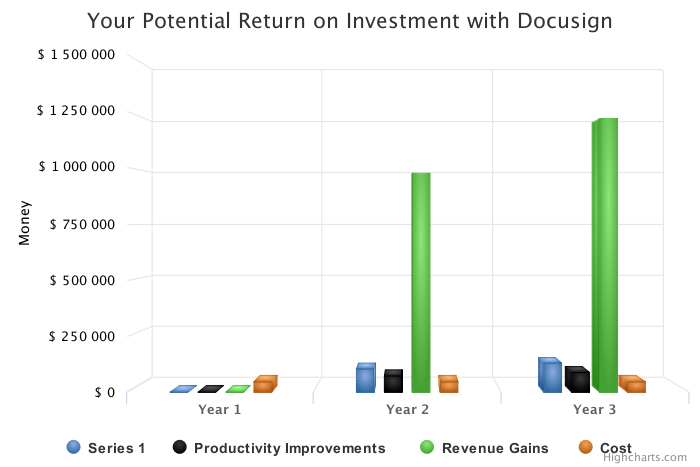 Your Potential Return on Investment with Docusign
$ 1 500 000
$ 1 250 000
$ 1 000 000
$ 750 000
$ 500 000
$ 250 000
$ 0
Money
Year 1
Year 2
Year 3
Series 1
Productivity Improvements
Revenue Gains
Cost
Highcharts.com